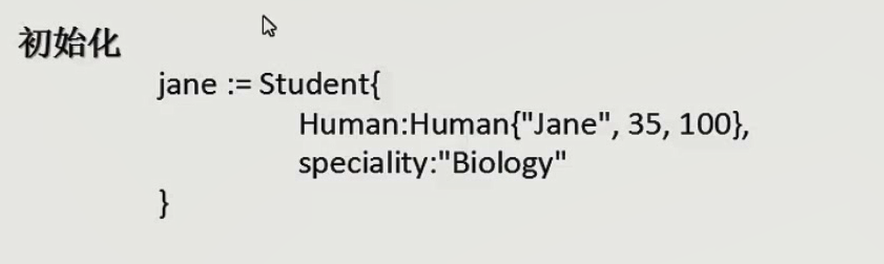 初始化
jane := Student{
Human:Human{"Jane", 35, 100},
speciality:"Biology"
}